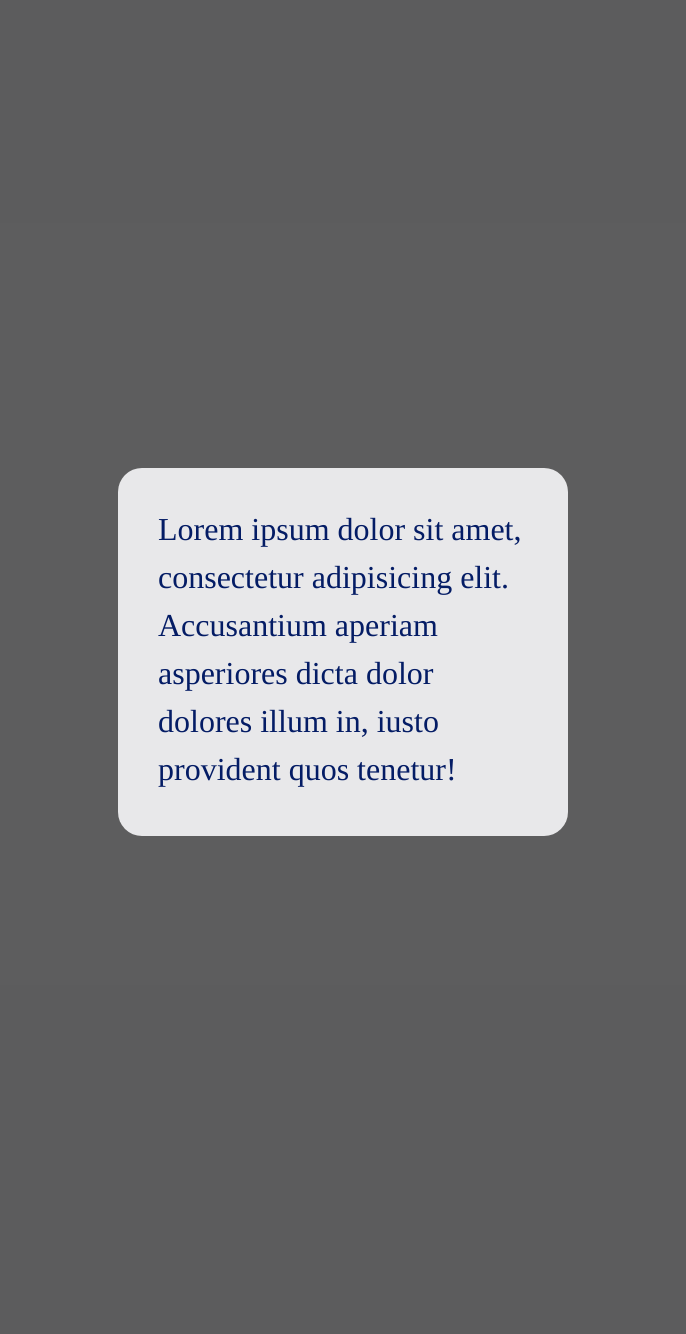 Lorem ipsum dolor sit amet,
consectetur adipisicing elit.
Accusantium aperiam
asperiores dicta dolor
dolores illum in, iusto
provident quos tenetur!